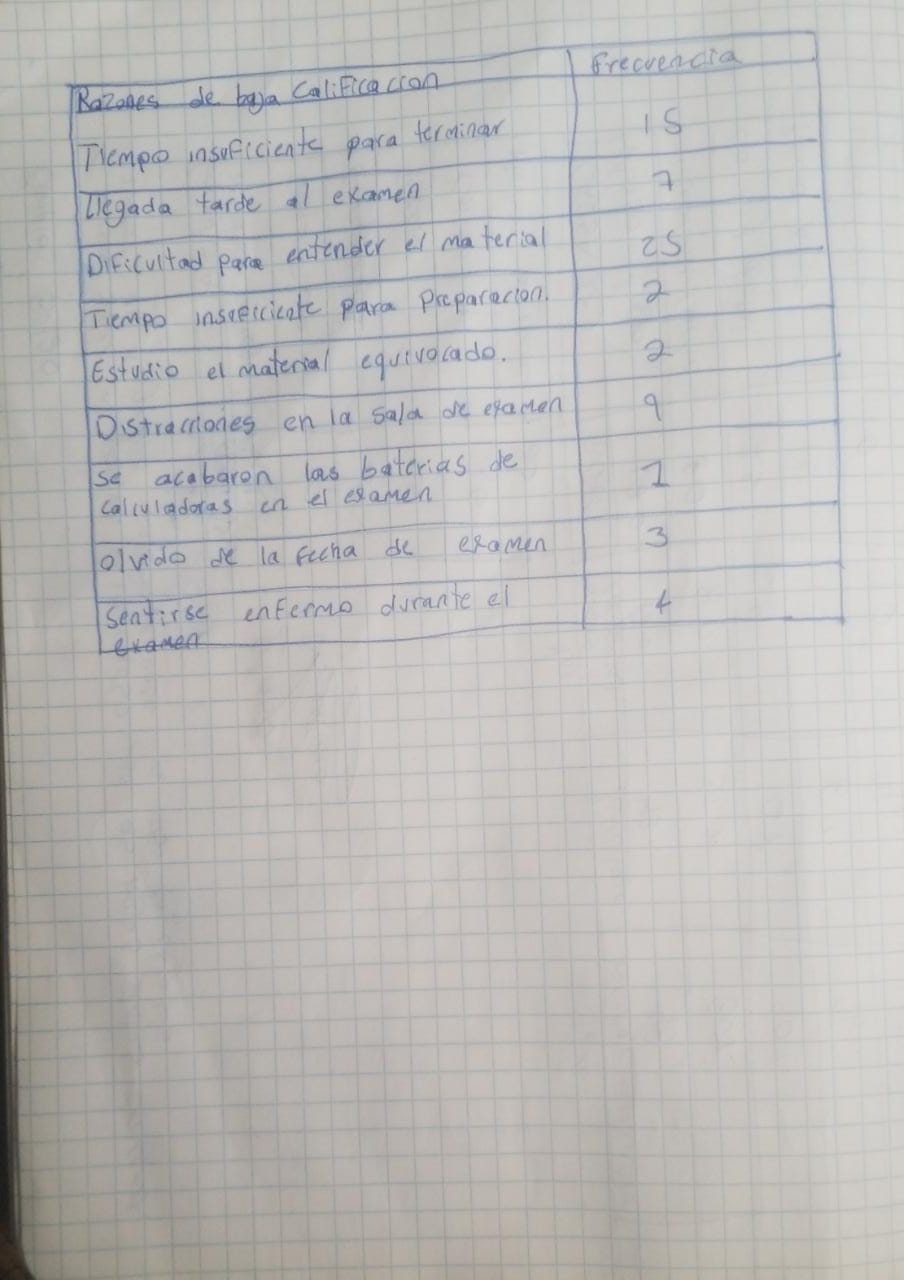 Razones de baja Calificacion
frecuencia
Tiempo insuficiente para terminar
15
llegada tarde al examen
7
Dificultad para entender el material
25
Tiempo insuficiente para Preparacion.
2
Estudio el material equivocado.
2
Distracciones en la sala de examen
9
se acabaron las baterias de
calculadoras en el examen
1
olvido de la fecha de examen
3
Sentirse enfermo durante el
examen
4